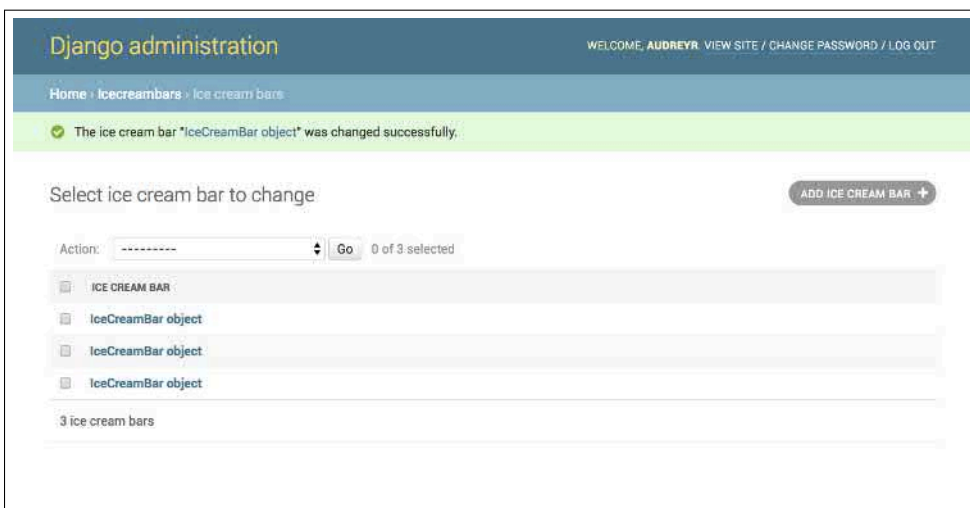 Django administration
WELCOME, AUDREYR. VIEW SITE / CHANGE PASSWORD / LOG OUT
Home › Icecreambars › Ice cream bars
The ice cream bar "IceCreamBar object" was changed successfully.
Select ice cream bar to change
ADD ICE CREAM BAR +
Action: --------- Go 0 of 3 selected
ICE CREAM BAR
IceCreamBar object
IceCreamBar object
IceCreamBar object
3 ice cream bars